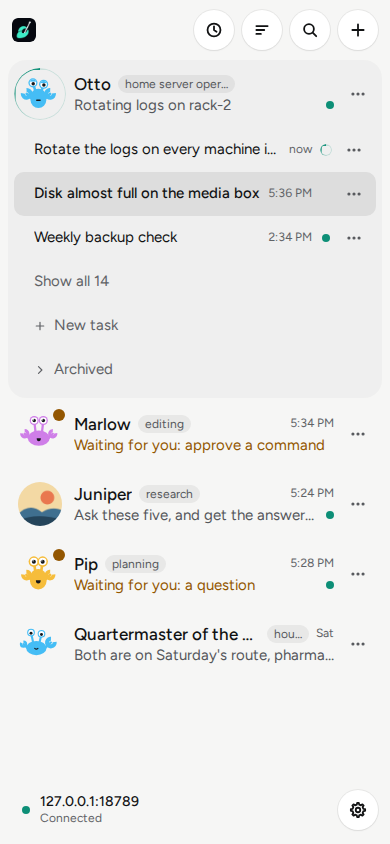 Otto home server oper...
Rotating logs on rack-2
Rotate the logs on every machine i... now
Disk almost full on the media box 5:36 PM
Weekly backup check 2:34 PM
Show all 14
+ New task
> Archived
Marlow editing 5:34 PM
Waiting for you: approve a command
Juniper research 5:24 PM
Ask these five, and get the answer...
Pip planning 5:28 PM
Waiting for you: a question
Quartermaster of the ... hou... Sat
Both are on Saturday's route, pharma...
127.0.0.1:18789
Connected